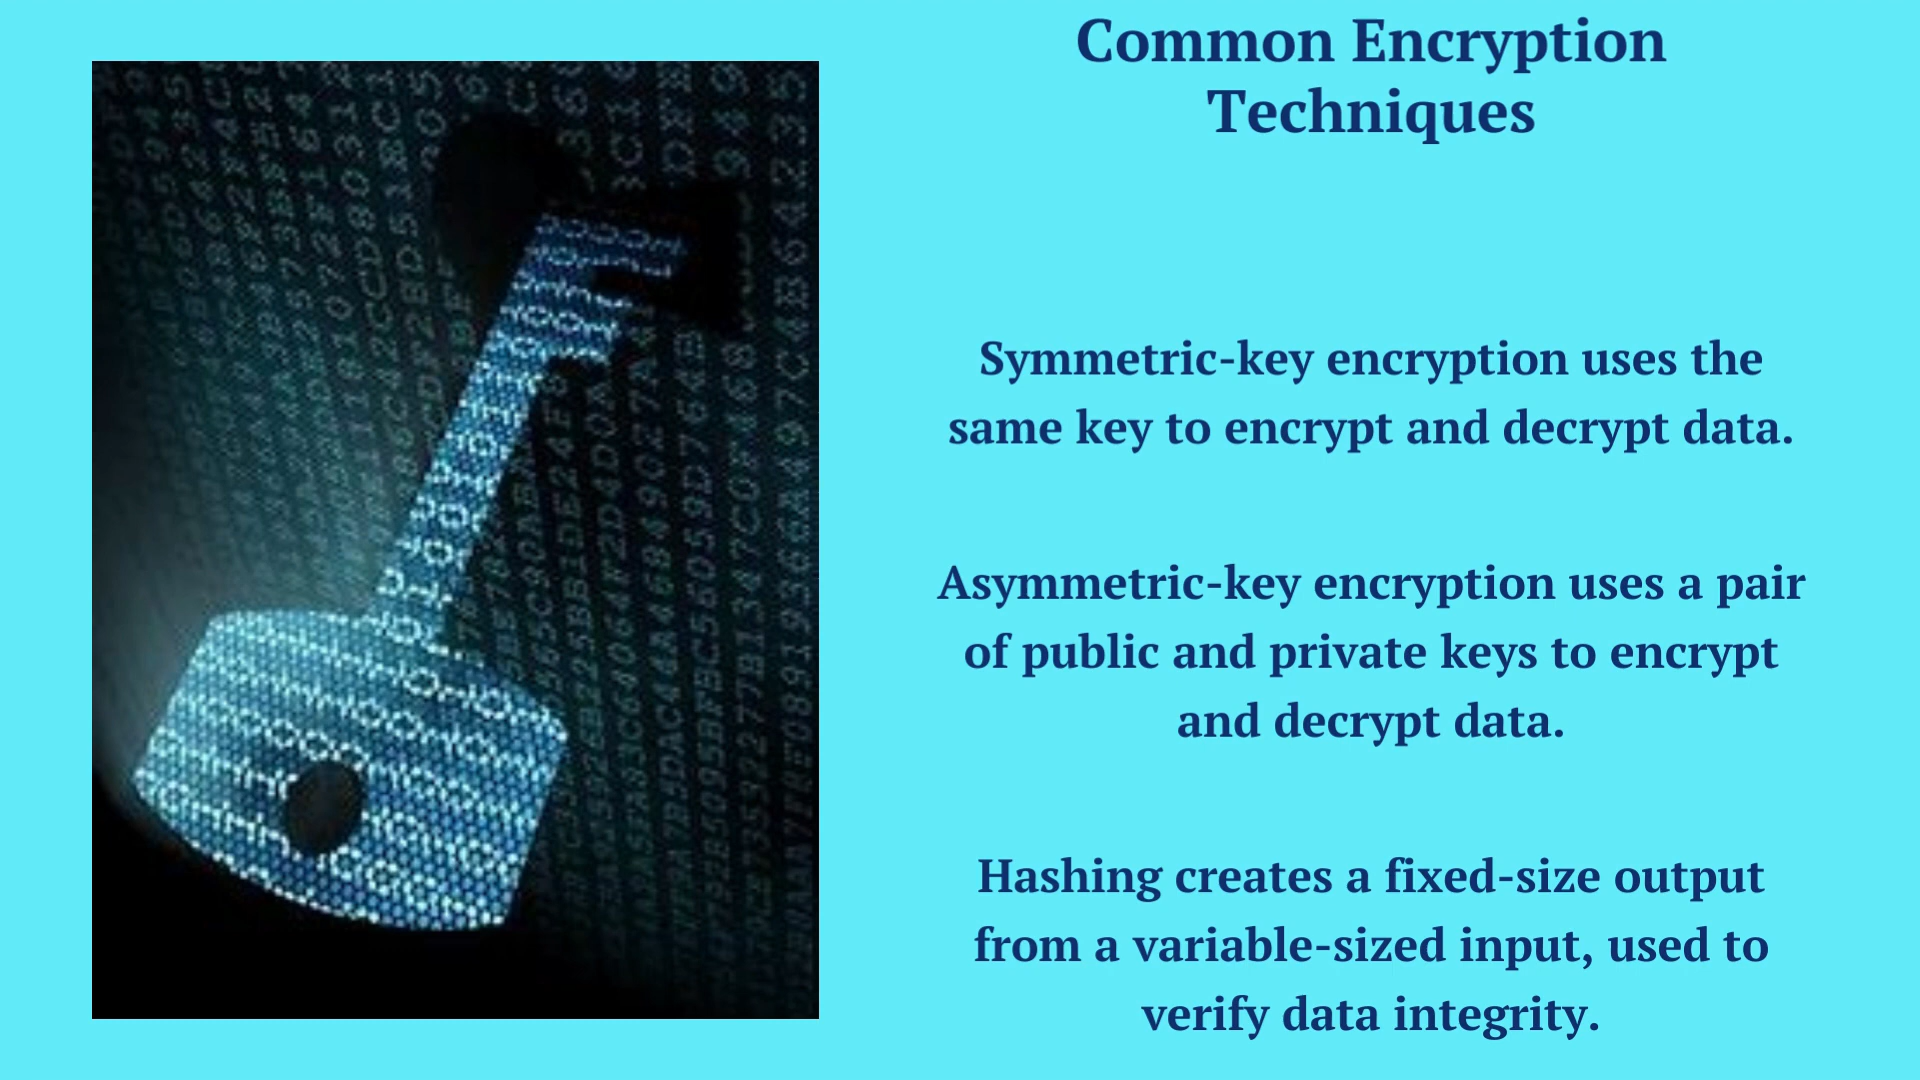 Common Encryption
Techniques
Symmetric-key encryption uses the
same key to encrypt and decrypt data.
Asymmetric-key encryption uses a pair
of public and private keys to encrypt
and decrypt data.
Hashing creates a fixed-size output
from a variable-sized input, used to
verify data integrity.